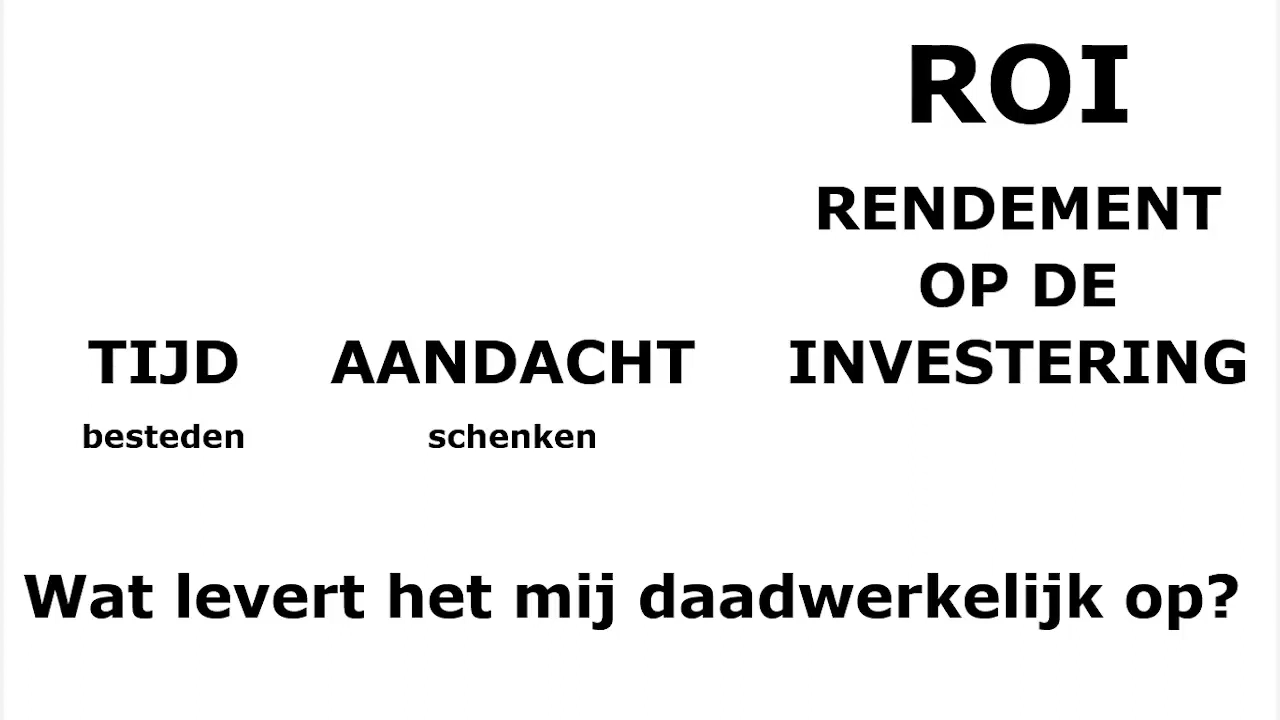 ROI
RENDEMENT
OP DE
INVESTERING
TIJD
besteden
AANDACHT
schenken
Wat levert het mij daadwerkelijk op?